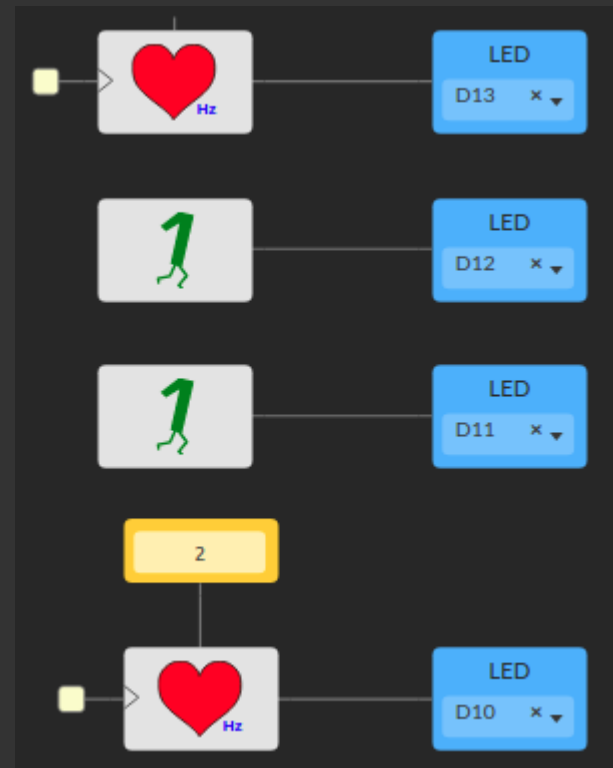 LED
D13 ×
Hz
LED
D12 ×
LED
D11 ×
2
LED
D10 ×
Hz